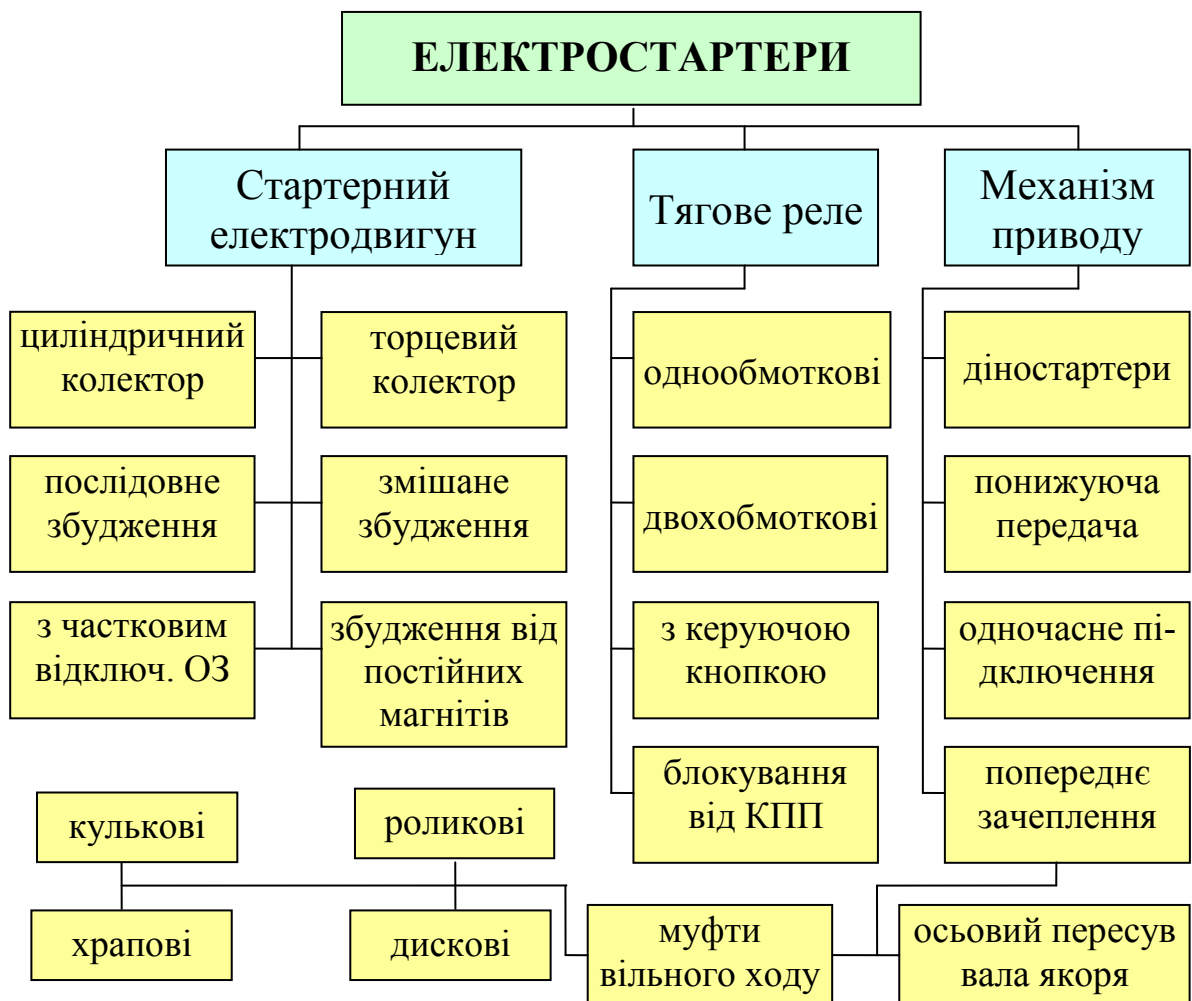 ЕЛЕКТРОСТАРТЕРИ
Стартерний
електродвигун
Тягове реле
Механізм
приводу
циліндричний
колектор
торцевий
колектор
однообмоткові
діностартери
послідовне
збудження
змішане
збудження
двохобмоткові
понижуюча
передача
з частковим
відключ. ОЗ
збудження від
постійних
магнітів
з керуючою
кнопкою
одночасне пі-
дключення
блокування
від КПП
попереднє
зачеплення
кулькові
роликові
храпові
дискові
муфти
вільного ходу
осьовий пересув
вала якоря